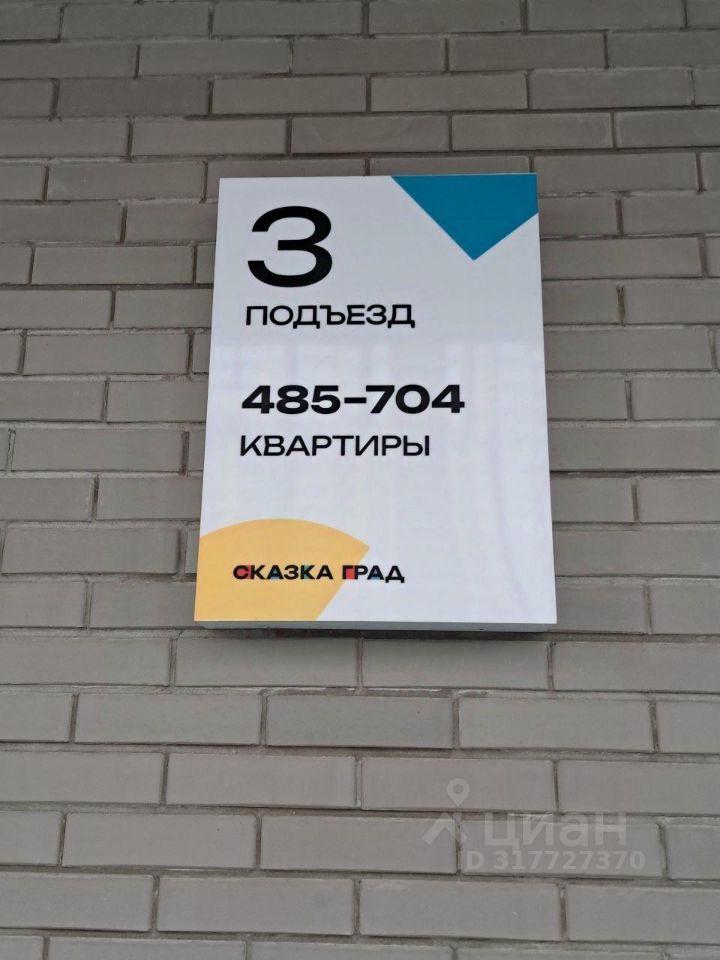 3
ПОДЪЕЗД
485-704
КВАРТИРЫ
СКАЗКА ГРАД
циан
D 317727370